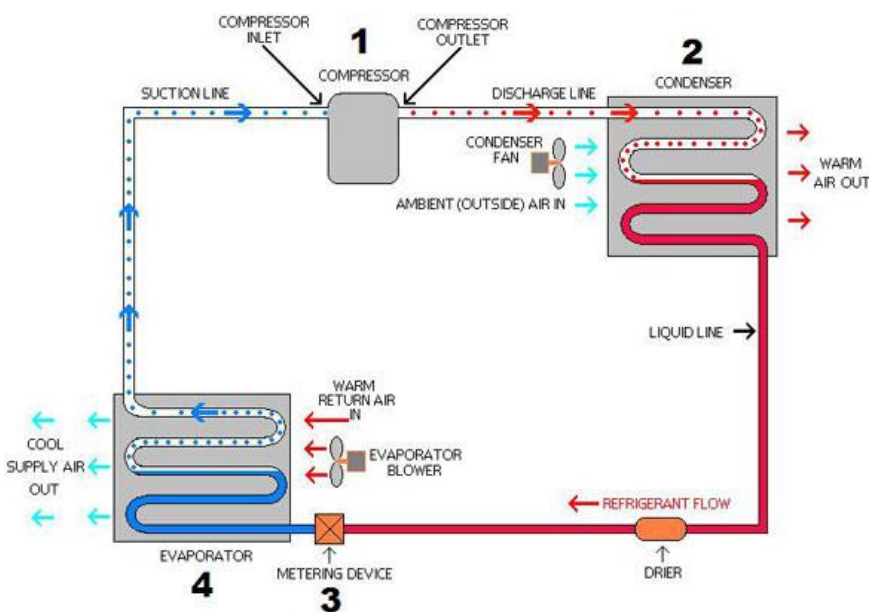 COMPRESSOR
INLET
1
COMPRESSOR
OUTLET
COMPRESSOR
2
CONDENSER
SUCTION LINE
DISCHARGE LINE
CONDENSER
FAN
AMBIENT (OUTSIDE) AIR IN
WARM
AIR OUT
LIQUID LINE
WARM
RETURN AIR
IN
COOL
SUPPLY AIR
OUT
EVAPORATOR
BLOWER
REFRIGERANT FLOW
EVAPORATOR
4
METERING DEVICE
3
DRIER